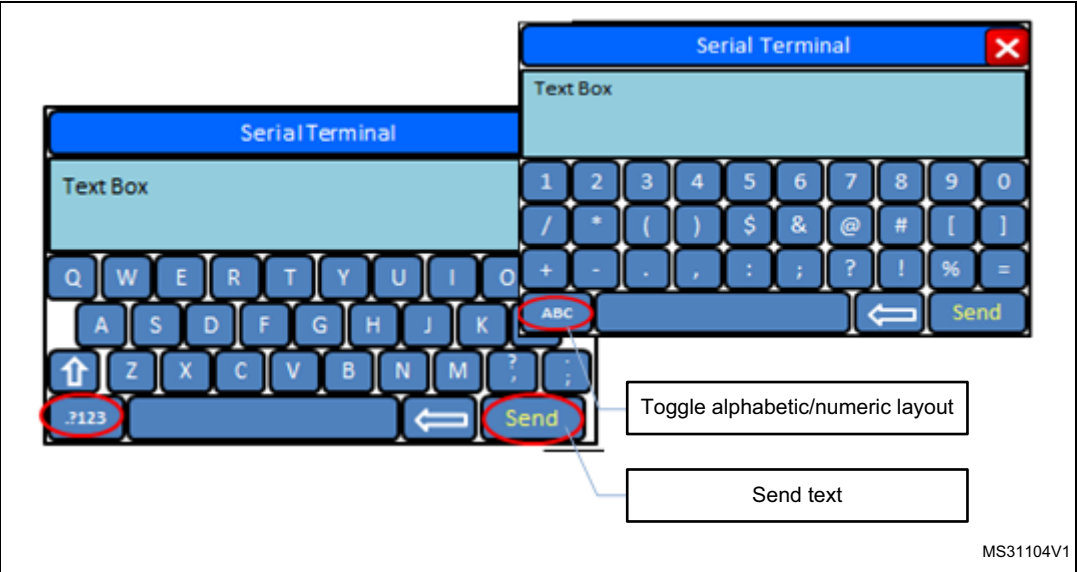 Serial Terminal
Text Box
1 2 3 4 5 6 7 8 9 0
/ * ( ) $ & @ # [ ]
+ - . , : ; ? ! % =
ABC Send
Serial Terminal
Text Box
Q W E R T Y U I O
A S D F G H J K
Z X C V B N M ? , . ;
.?123 Send
Toggle alphabetic/numeric layout
Send text
MS31104V1